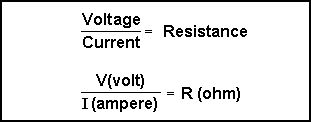 Voltage
Current = Resistance
V(volt)
I (ampere) = R (ohm)